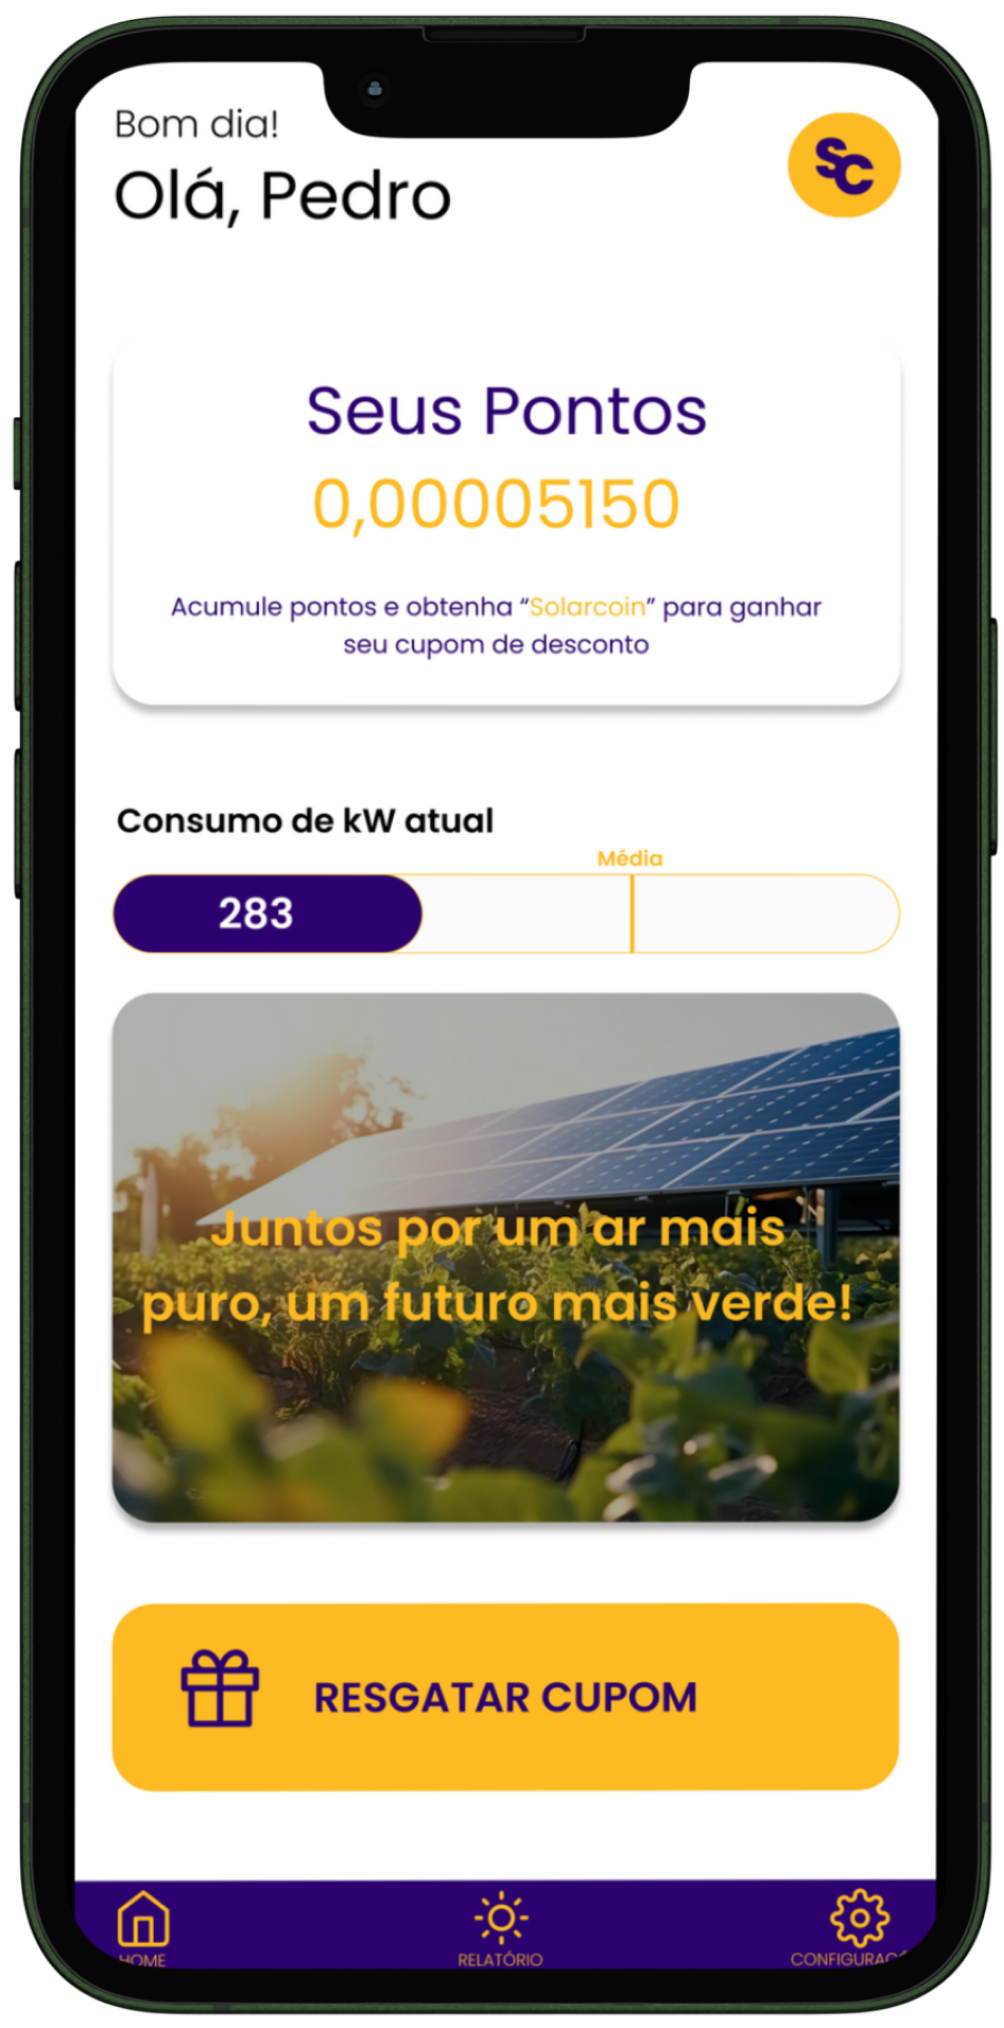 Bom dia!
Olá, Pedro
SC
Seus Pontos
0,00005150
Acumule pontos e obtenha “Solarcoin” para ganhar
seu cupom de desconto
Consumo de kW atual
Média
283
Juntos por um ar mais
puro, um futuro mais verde!
RESGATAR CUPOM
HOME
RELATÓRIO